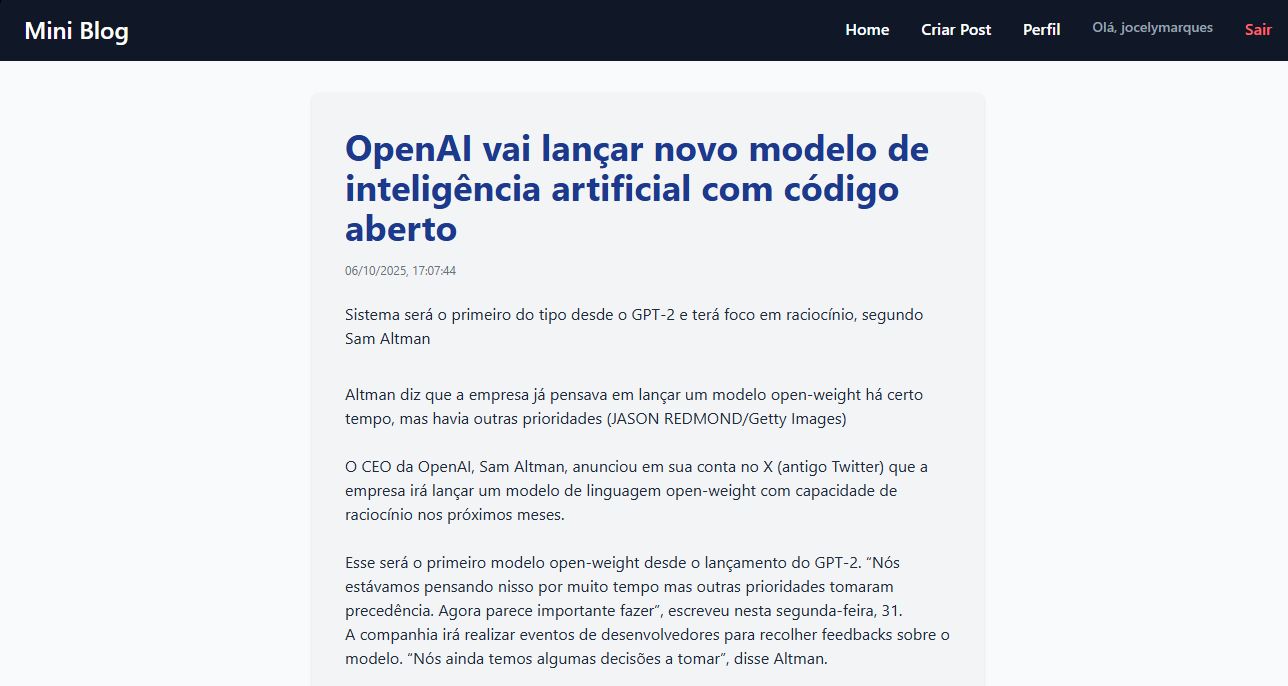 Mini Blog
Home
Criar Post
Perfil
Olá, jocelymarques
Sair
OpenAI vai lançar novo modelo de
inteligência artificial com código
aberto
06/10/2025, 17:07:44
Sistema será o primeiro do tipo desde o GPT-2 e terá foco em raciocínio, segundo
Sam Altman
Altman diz que a empresa já pensava em lançar um modelo open-weight há certo
tempo, mas havia outras prioridades (JASON REDMOND/Getty Images)
O CEO da OpenAI, Sam Altman, anunciou em sua conta no X (antigo Twitter) que a
empresa irá lançar um modelo de linguagem open-weight com capacidade de
raciocínio nos próximos meses.
Esse será o primeiro modelo open-weight desde o lançamento do GPT-2. “Nós
estávamos pensando nisso por muito tempo mas outras prioridades tomaram
precedência. Agora parece importante fazer”, escreveu nesta segunda-feira, 31.
A companhia irá realizar eventos de desenvolvedores para recolher feedbacks sobre o
modelo. “Nós ainda temos algumas decisões a tomar”, disse Altman.